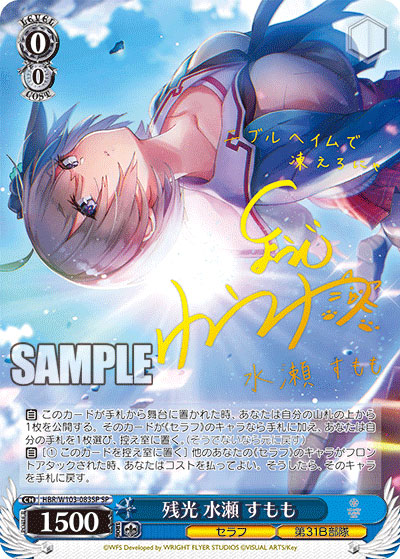 LEVEL
0
0
COST
ニブルヘイムで
凍えろにゃ
水瀬 すもも
SAMPLE
自 このカードが手札から舞台に置かれた時、あなたは自分の山札の上から
1枚を公開する。そのカードが《セラフ》のキャラなら手札に加え、あなたは自
分の手札を1枚選び、控え室に置く。(そうでないなら元に戻す)
自 [① このカードを控え室に置く] 他のあなたの《セラフ》のキャラがフロン
トアタックされた時、あなたはコストを払ってよい。そうしたら、そのキャラ
を手札に戻す。
CH HBR/W103-083SP SP
1500
残光 水瀬 すもも
セラフ
第31B部隊
©WFS Developed by WRIGHT FLYER STUDIOS ©VISUAL ARTS/Key